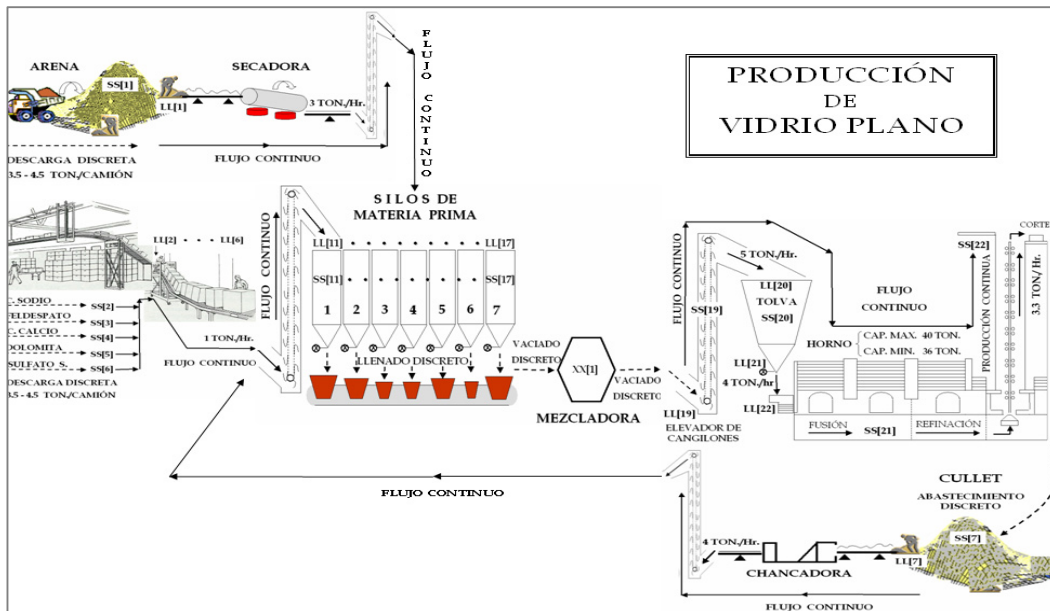 PRODUCCIÓN
DE
VIDRIO PLANO
ARENA
SS[1]
LL[1]
SECADORA
3 TON./Hr.
FLUJO CONTINUO
DESCARGA DISCRETA
3.5 - 4.5 TON./CAMIÓN
FLUJO CONTINUO
SILOS DE
MATERIA PRIMA
LL[2] • • • LL[6]
C. SODIO
SS[2]
FELDESPATO
SS[3]
C. CALCIO
SS[4]
DOLOMITA
SS[5]
SULFATO S.
SS[6]
DESCARGA DISCRETA
3.5 - 4.5 TON./CAMIÓN
1 TON./Hr.
FLUJO CONTINUO
FLUJO CONTINUO
LL[11] • • • • • LL[17]
SS[11] • • • • • SS[17]
1 2 3 4 5 6 7
LLENADO DISCRETO
VACIADO
DISCRETO
XX[1]
MEZCLADORA
VACIADO
DISCRETO
LL[19]
ELEVADOR DE
CANGILONES
SS[19]
FLUJO CONTINUO
5 TON./Hr.
LL[20]
TOLVA
SS[20]
LL[21]
4 TON./hr
LL[22]
FLUJO
CONTINUO
HORNO
CAP. MAX. 40 TON.
CAP. MIN. 36 TON.
FUSIÓN
SS[21]
REFINACIÓN
SS[22]
PRODUCCIÓN CONTINUA
CORTE
3.3 TON/Hr.
FLUJO CONTINUO
CULLET
ABASTECIMIENTO
DISCRETO
SS[7]
LL[7]
4 TON./Hr.
CHANCADORA
FLUJO CONTINUO